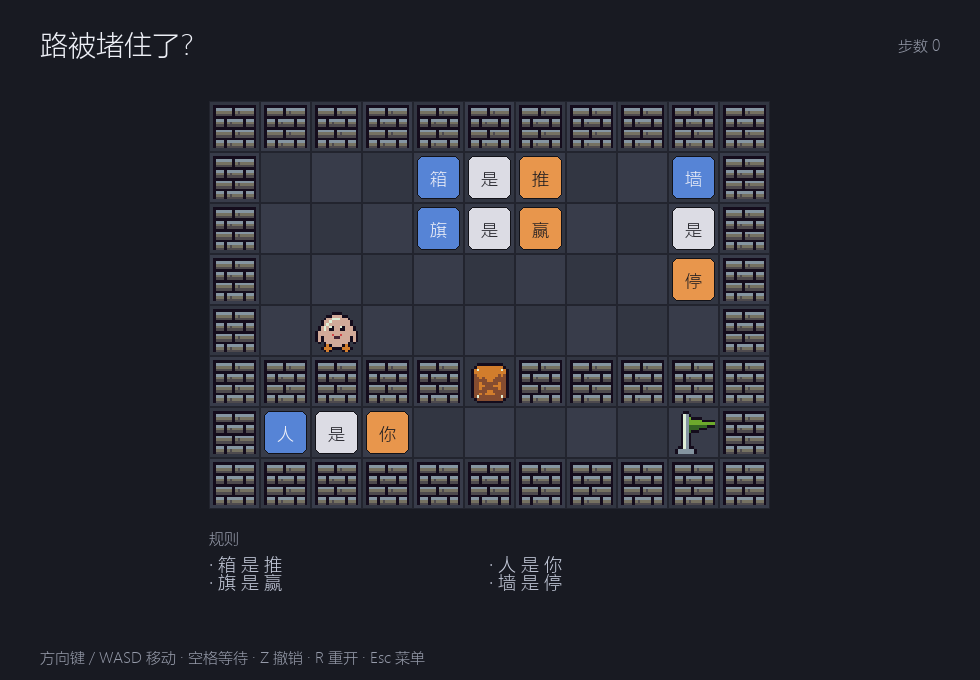 路被堵住了?
步数 0
箱 是 推 墙
旗 是 赢 是
停
人 是 你
规则
· 箱 是 推 · 人 是 你
· 旗 是 赢 · 墙 是 停
方向键 / WASD 移动 · 空格等待 · Z 撤销 · R 重开 · Esc 菜单